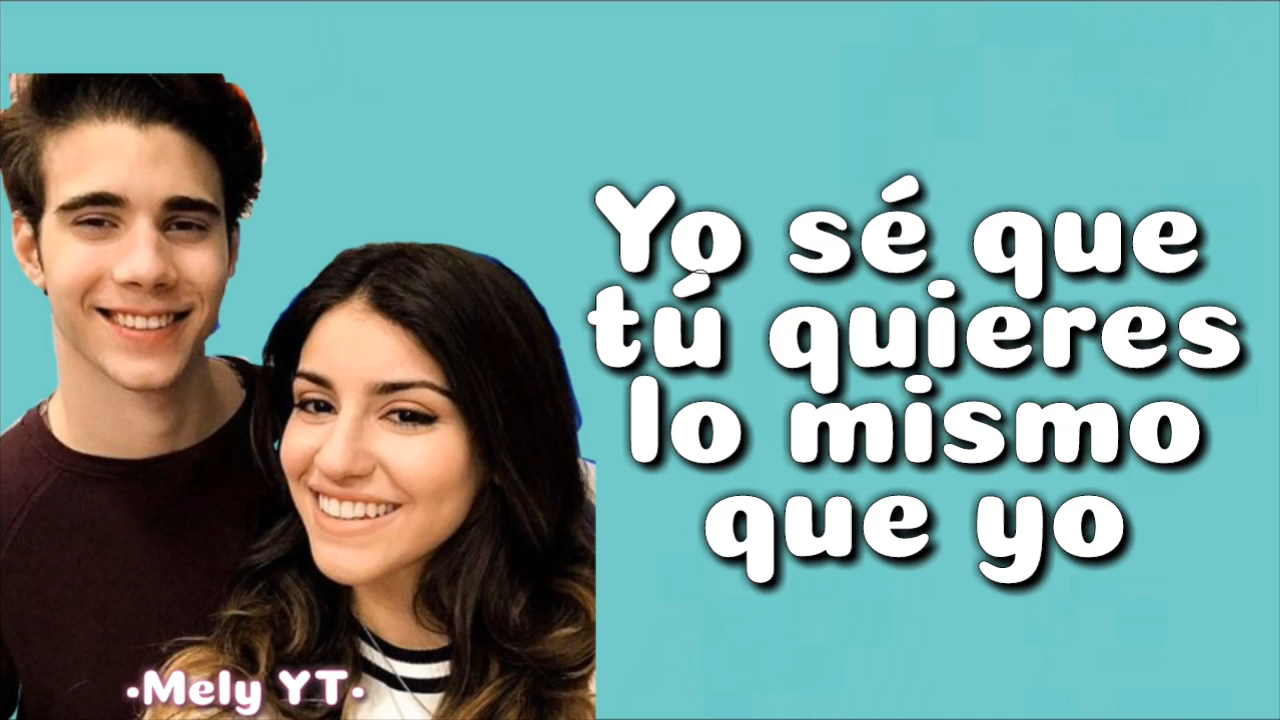 Yo sé que
tú quieres
lo mismo
que yo
·Mely YT·